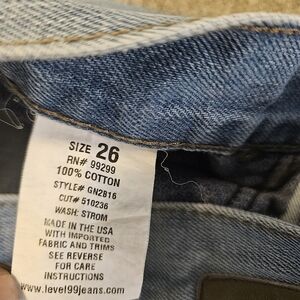 SIZE 26
RN# 99299
100% COTTON
STYLE# GN2B16
CUT# 510236
WASH: STROM
MADE IN THE USA
WITH IMPORTED
FABRIC AND TRIMS
SEE REVERSE
FOR CARE
INSTRUCTIONS
www.level99jeans.com